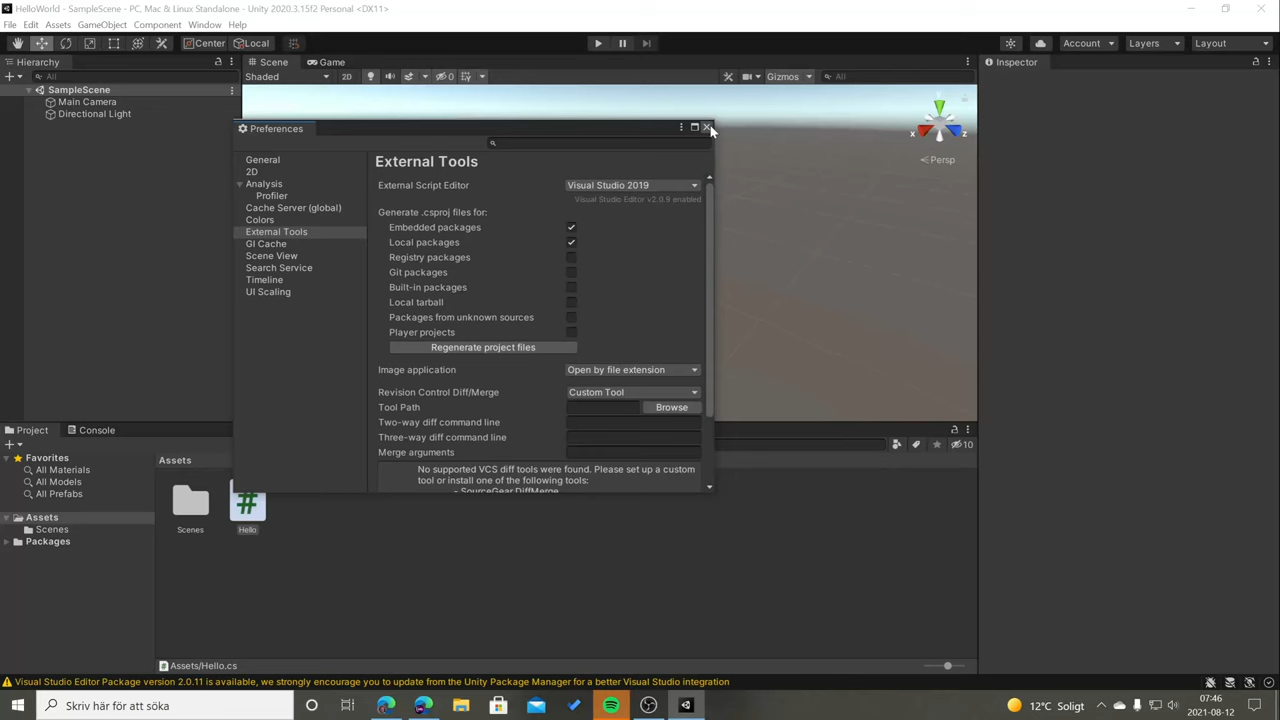 HelloWorld - SampleScene - PC, Mac & Linux Standalone - Unity 2020.3.15f2 Personal <DX11>
File Edit Assets GameObject Component Window Help
Center Local Account Layers Layout
Hierarchy Scene Game Inspector
All Shaded 2D 0 Gizmos All
SampleScene
Main Camera
Directional Light
x z
Persp
Preferences
General
2D
Analysis
Profiler
Cache Server (global)
Colors
External Tools
GI Cache
Scene View
Search Service
Timeline
UI Scaling
External Tools
External Script Editor Visual Studio 2019
Visual Studio Editor v2.0.9 enabled
Generate .csproj files for:
Embedded packages
Local packages
Registry packages
Git packages
Built-in packages
Local tarball
Packages from unknown sources
Player projects
Regenerate project files
Image application Open by file extension
Revision Control Diff/Merge Custom Tool
Tool Path Browse
Two-way diff command line
Three-way diff command line
Merge arguments
No supported VCS diff tools were found. Please set up a custom
tool or install one of the following tools:
- SourceGear DiffMerge
Project Console
10
Favorites
All Materials
All Models
All Prefabs
Assets
Scenes
Packages
Assets
Scenes Hello
Assets/Hello.cs
Visual Studio Editor Package version 2.0.11 is available, we strongly encourage you to update from the Unity Package Manager for a better Visual Studio integration
Skriv här för att söka
12°C Soligt
07:46
2021-08-12